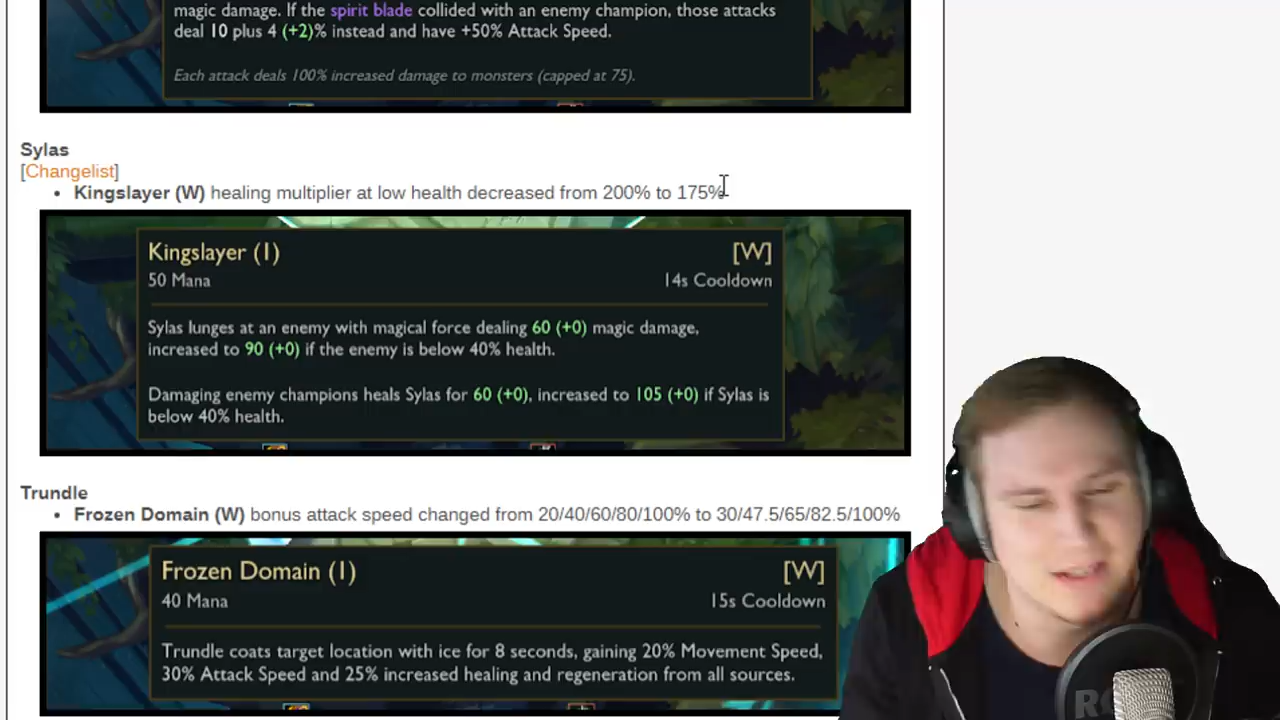 magic damage. If the spirit blade collided with an enemy champion, those attacks
deal 10 plus 4 (+2)% instead and have +50% Attack Speed.
Each attack deals 100% increased damage to monsters (capped at 75).
Sylas
[Changelist]
• Kingslayer (W) healing multiplier at low health decreased from 200% to 175%
Kingslayer (1) [W]
50 Mana 14s Cooldown
Sylas lunges at an enemy with magical force dealing 60 (+0) magic damage,
increased to 90 (+0) if the enemy is below 40% health.
Damaging enemy champions heals Sylas for 60 (+0), increased to 105 (+0) if Sylas is
below 40% health.
Trundle
• Frozen Domain (W) bonus attack speed changed from 20/40/60/80/100% to 30/47.5/65/82.5/100%
Frozen Domain (1) [W]
40 Mana 15s Cooldown
Trundle coats target location with ice for 8 seconds, gaining 20% Movement Speed,
30% Attack Speed and 25% increased healing and regeneration from all sources.